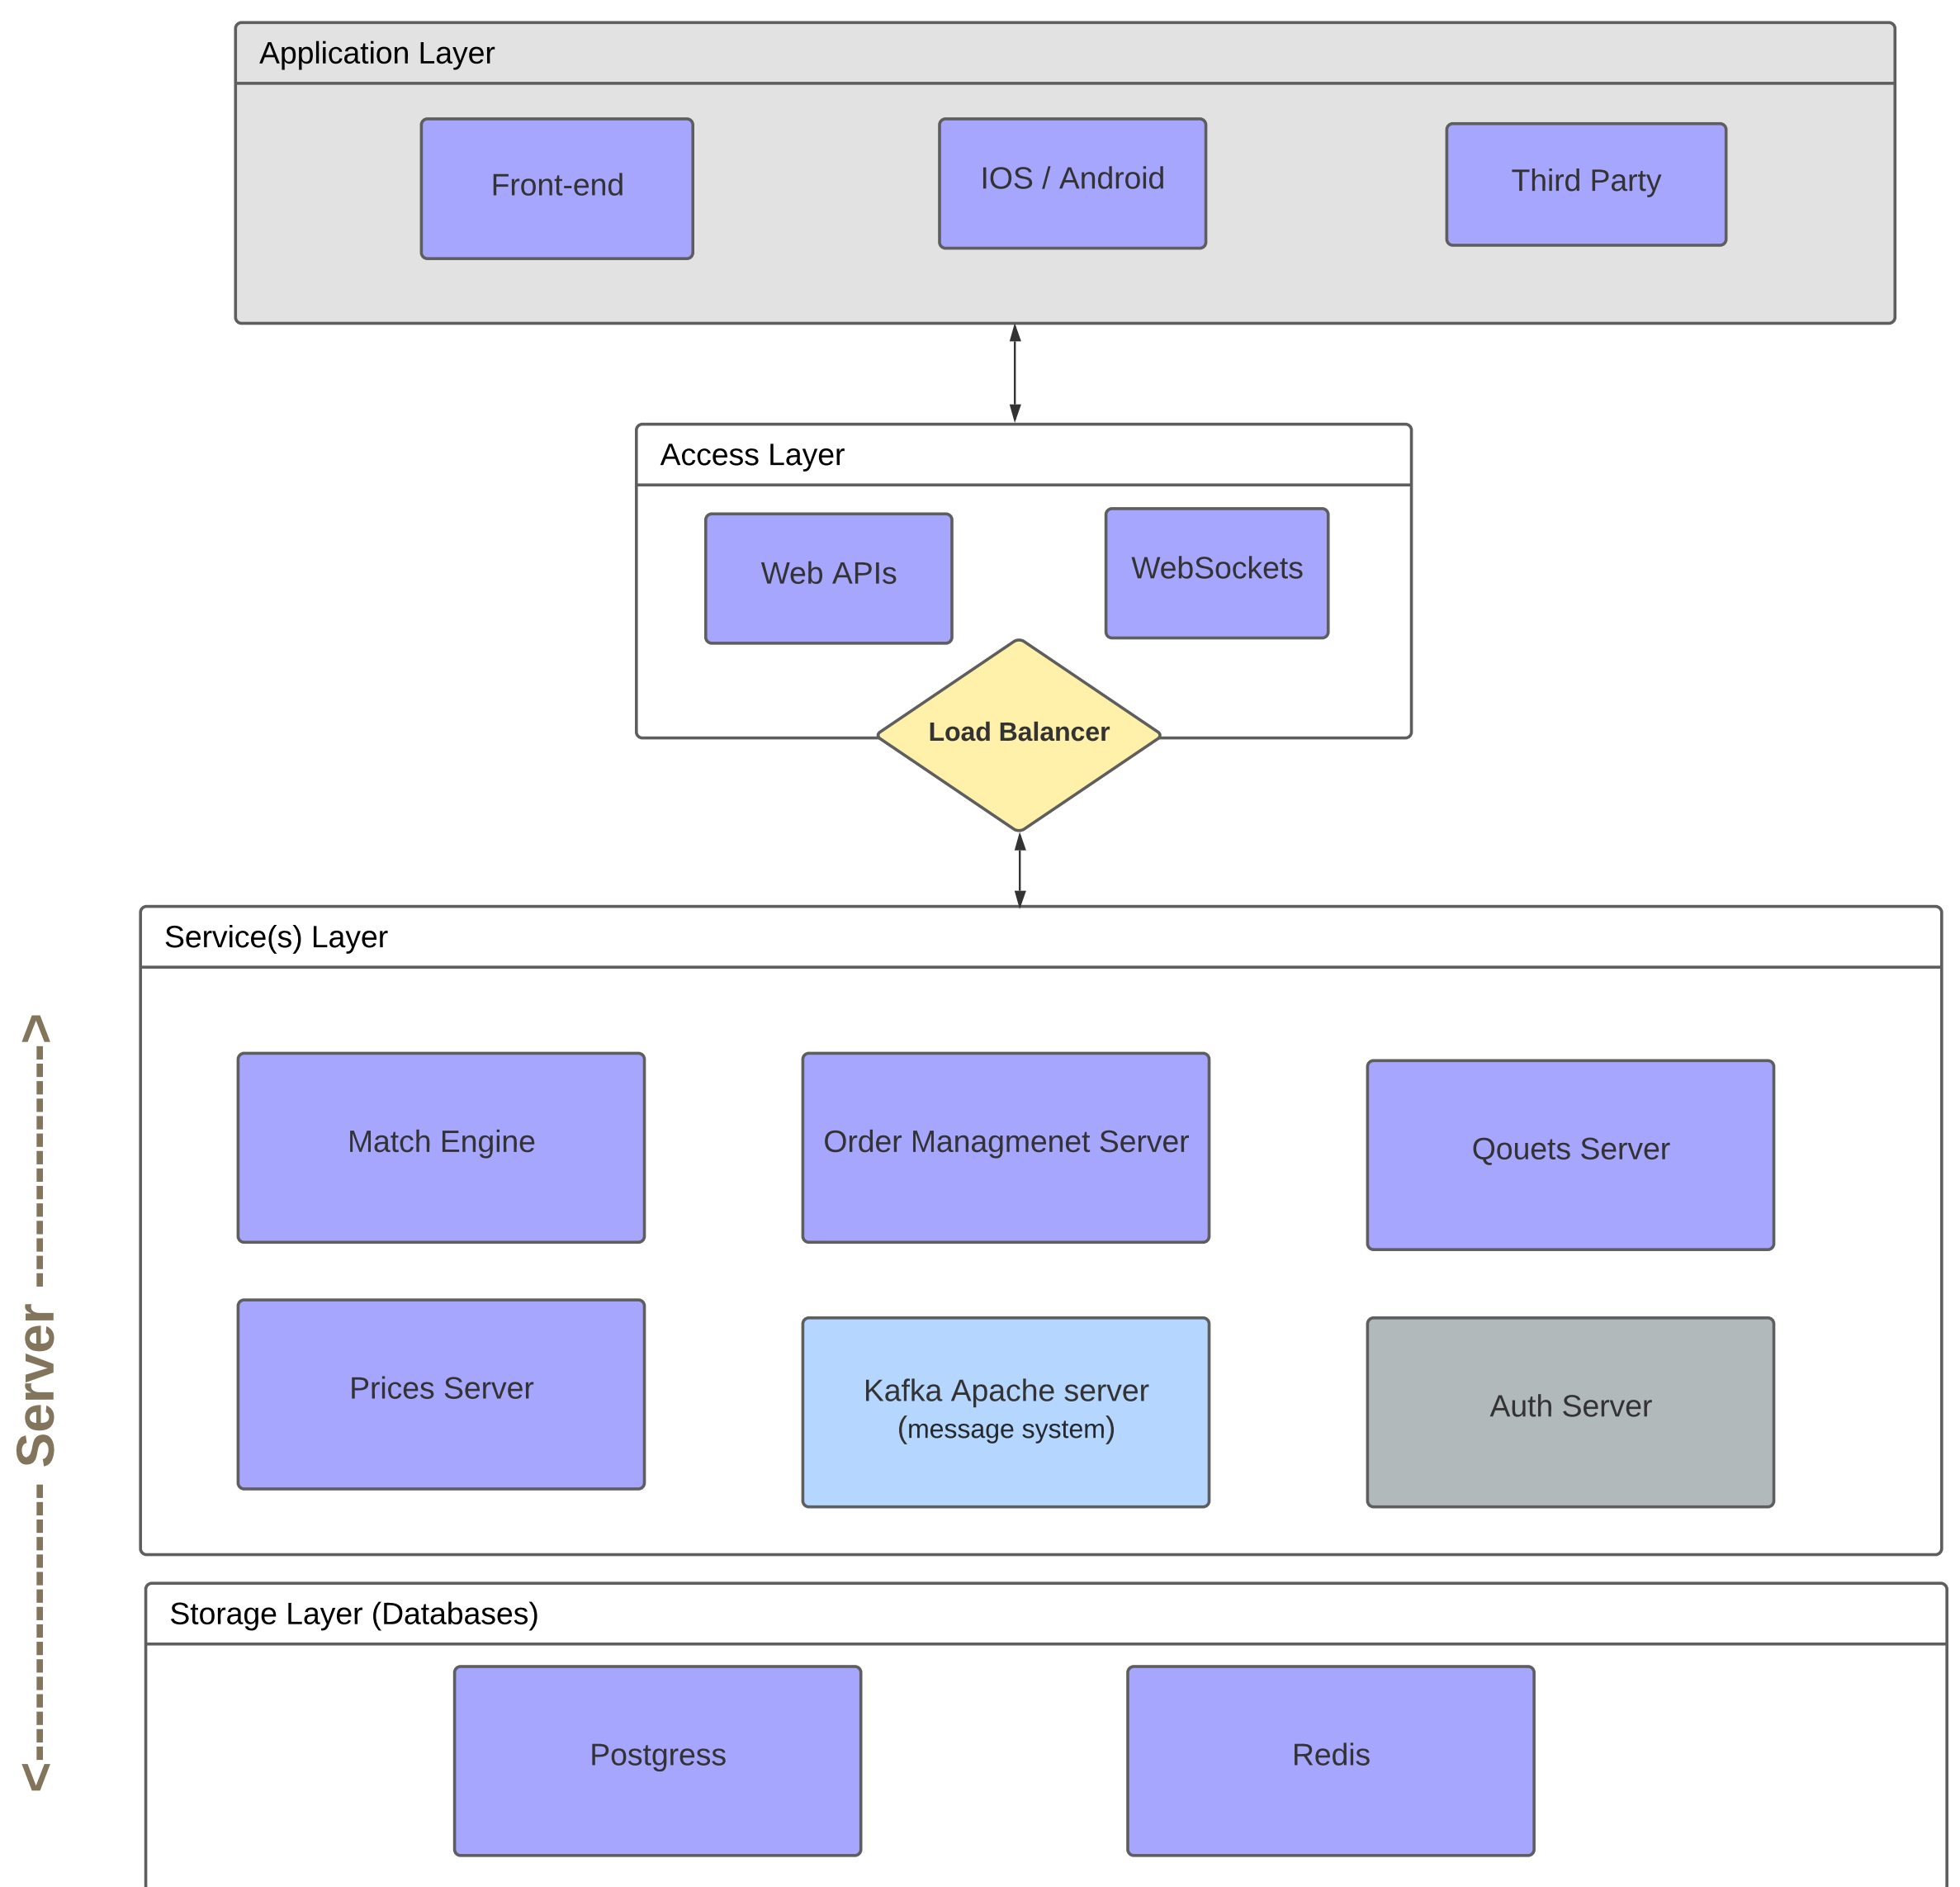 Application Layer
Front-end
IOS / Android
Third Party
Access Layer
Web APIs
WebSockets
Load Balancer
Service(s) Layer
Match Engine
Order Managmenet Server
Qouets Server
Prices Server
Kafka Apache server
(message system)
Auth Server
<---------------- Server -------------->
Storage Layer (Databases)
Postgress
Redis